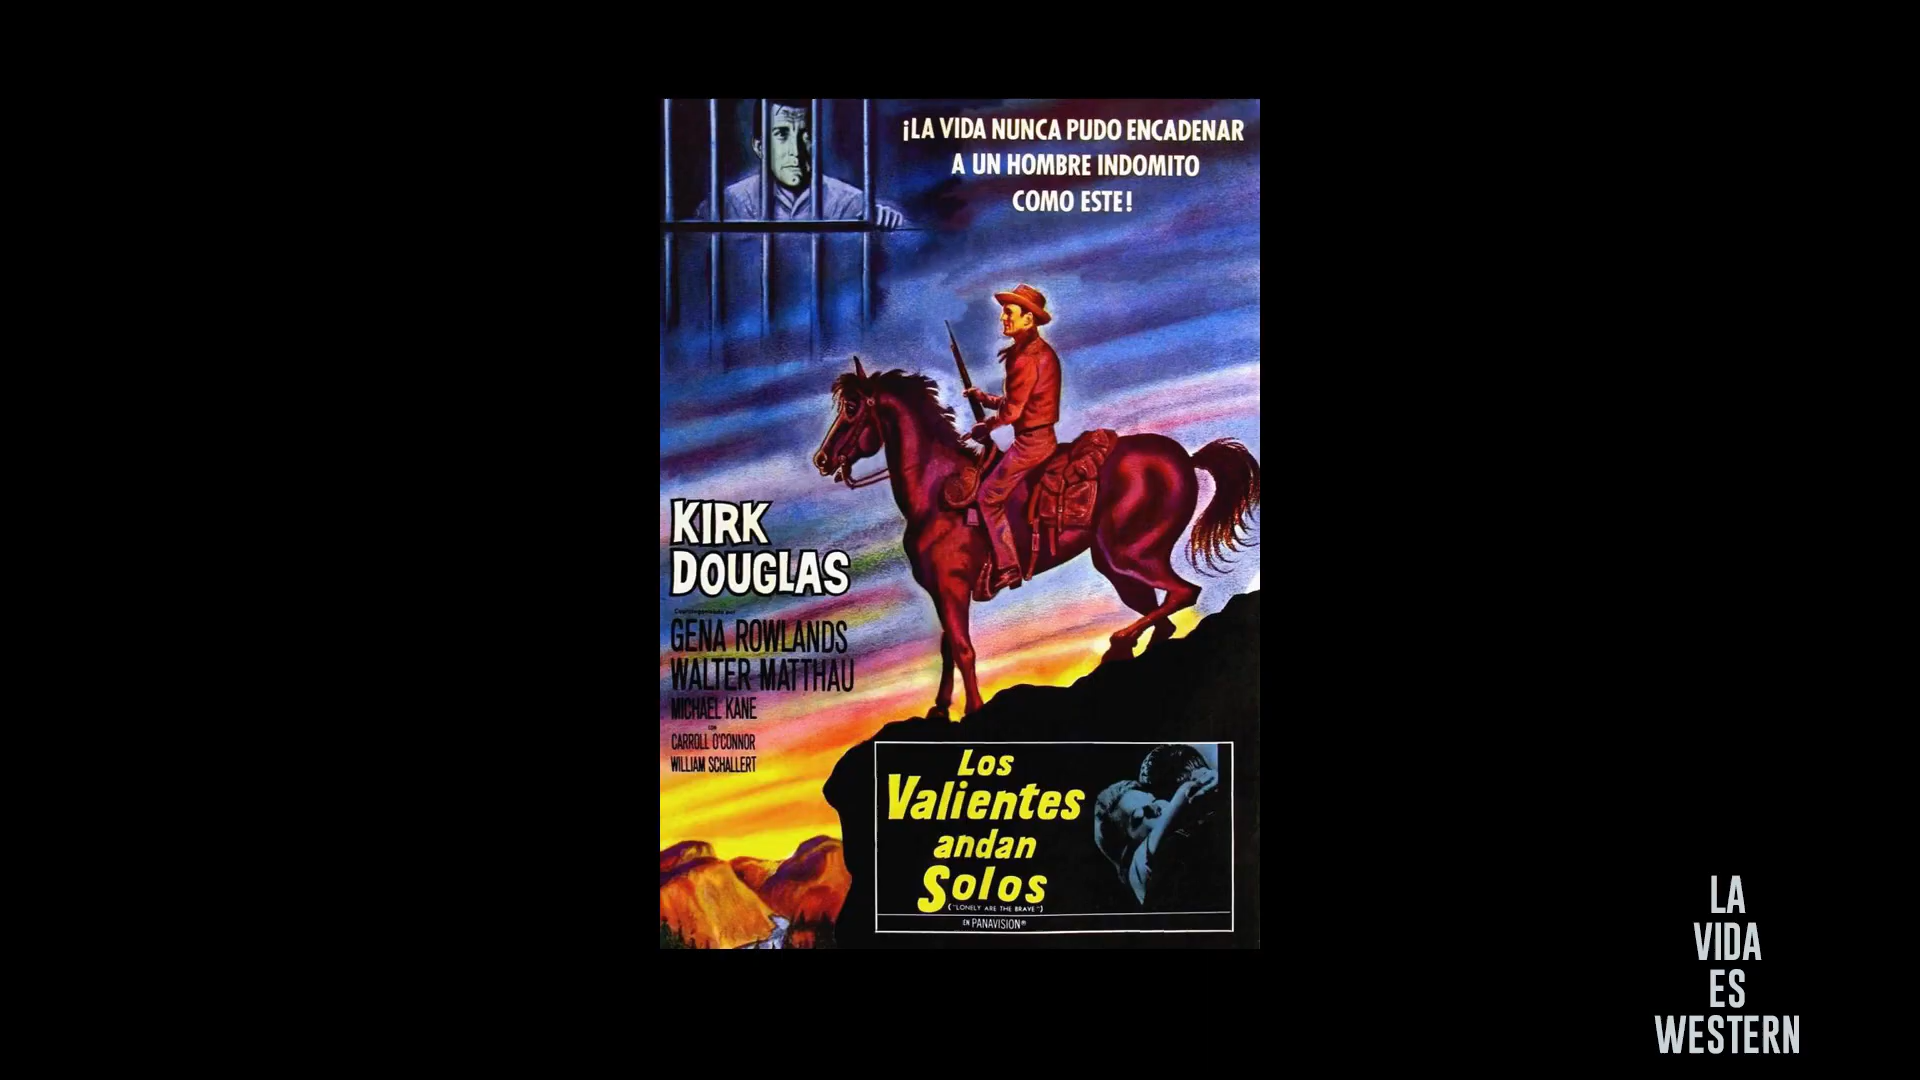 ¡LA VIDA NUNCA PUDO ENCADENAR
A UN HOMBRE INDOMITO
COMO ESTE!
KIRK
DOUGLAS
GENA ROWLANDS
WALTER MATTHAU
MICHAEL KANE
CON
CARROLL O'CONNOR
WILLIAM SCHALLERT
Los
Valientes
andan
Solos
("LONELY ARE THE BRAVE")
EN PANAVISION®
LA
VIDA
ES
WESTERN